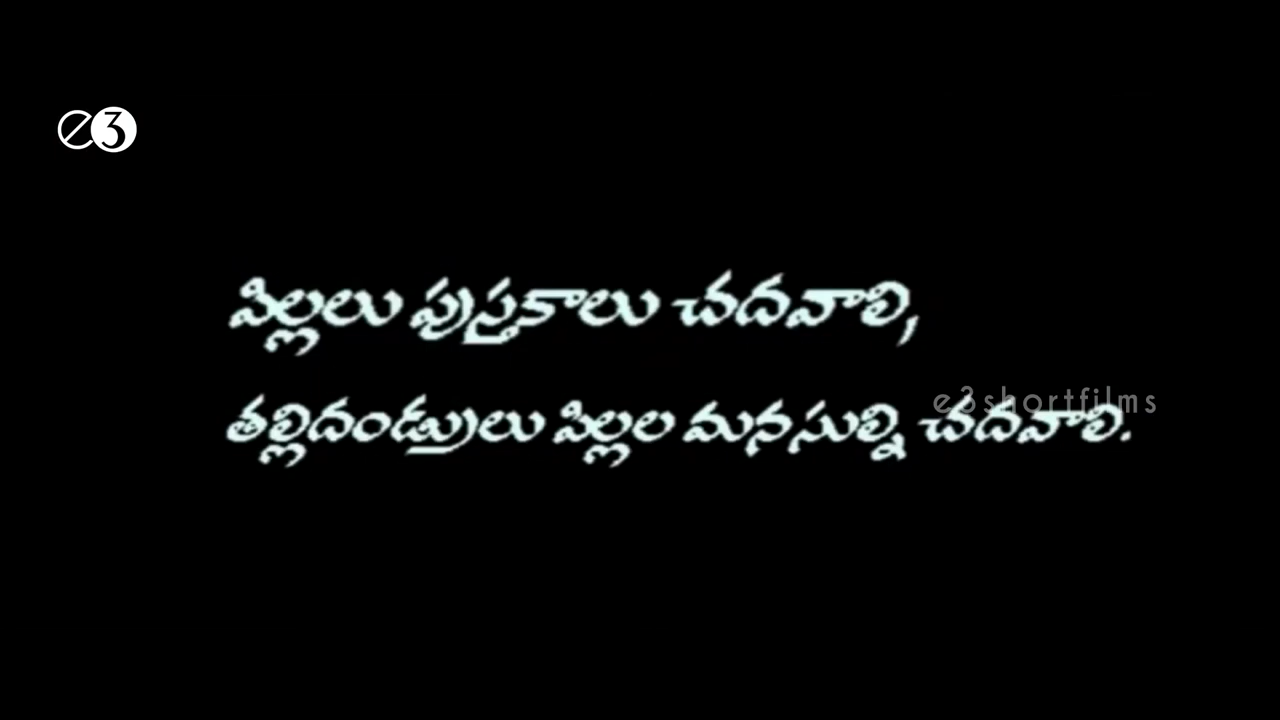 e3
పిల్లలు పుస్తకాలు చదవాలి,
e3shortfilms
తల్లిదండ్రులు పిల్లల మనసుల్ని చదవాలి.